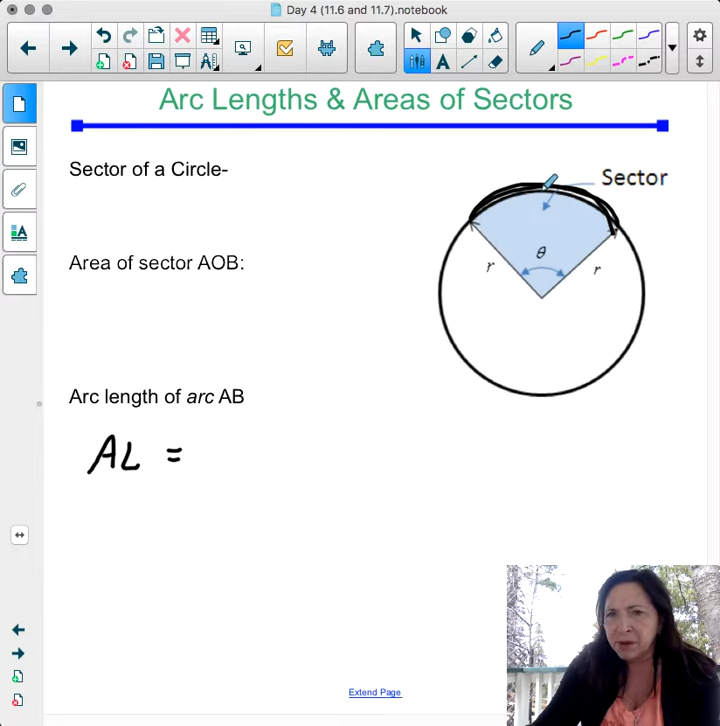 Day 4 (11.6 and 11.7).notebook
Arc Lengths & Areas of Sectors
Sector of a Circle-
Sector
θ
r
r
Area of sector AOB:
Arc length of arc AB
AL =
Extend Page